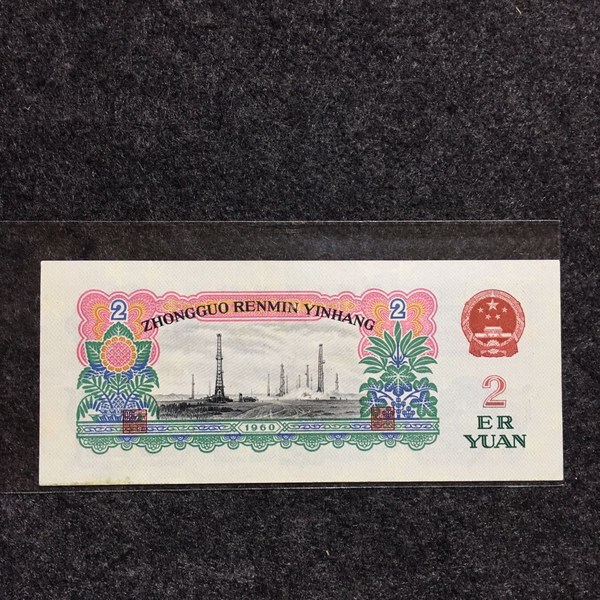 2 2
ZHONGGUO RENMIN YINHANG
1960
2
ER
YUAN